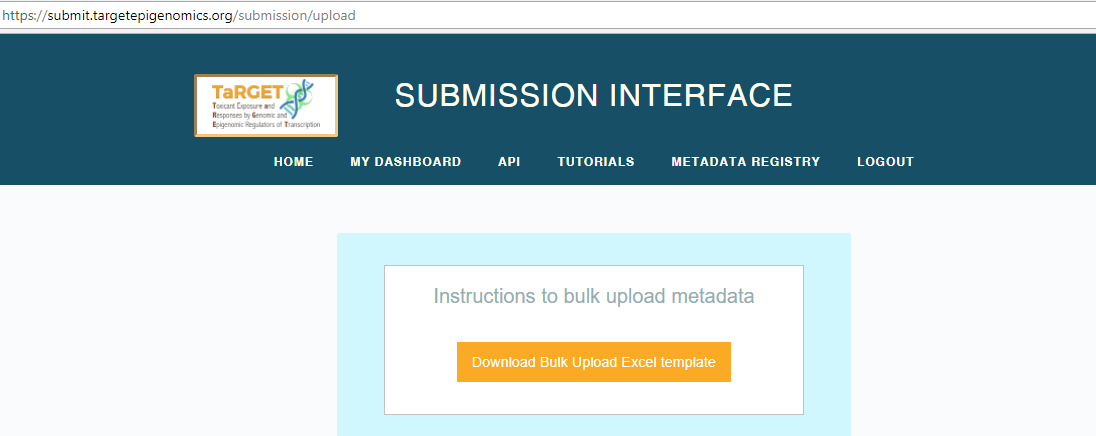 https://submit.targetepigenomics.org/submission/upload
TaRGET
Toxicant Exposure and
Responses by Genomic and
Epigenomic Regulators of Transcription
SUBMISSION INTERFACE
HOME MY DASHBOARD API TUTORIALS METADATA REGISTRY LOGOUT
Instructions to bulk upload metadata
Download Bulk Upload Excel template